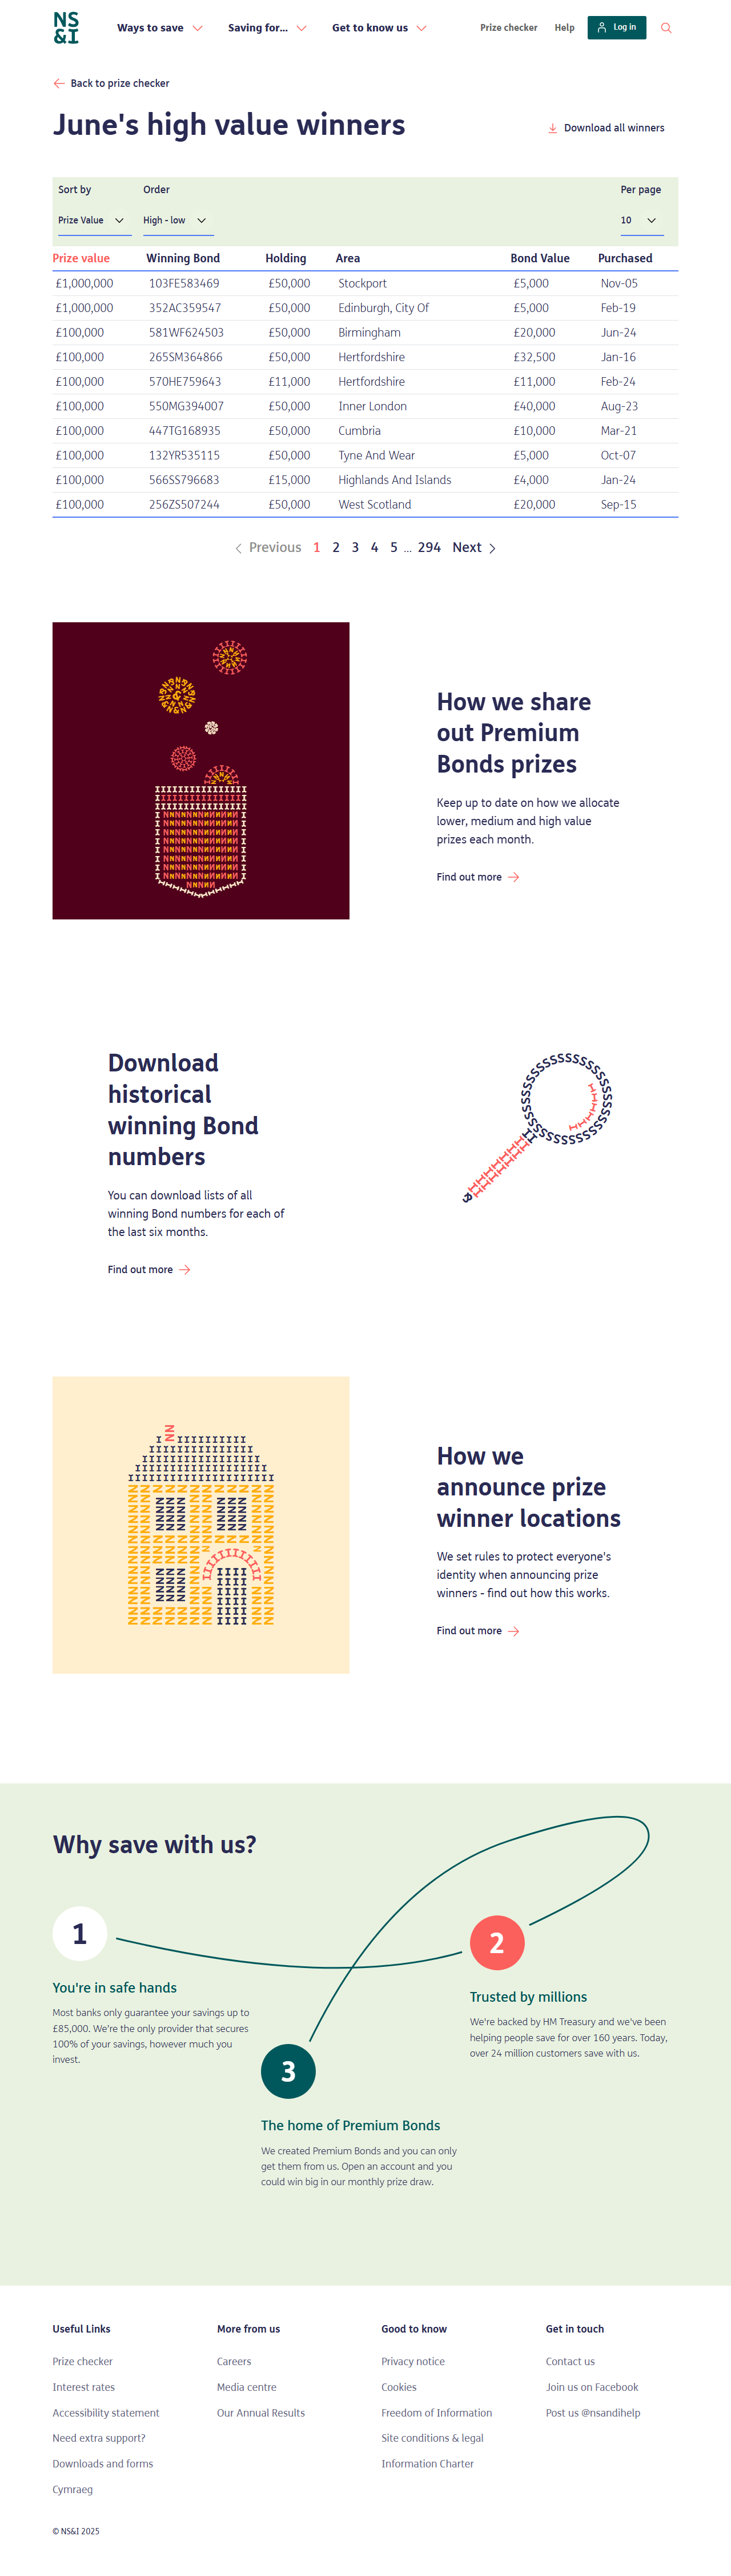 NS
&I
Ways to save
Saving for...
Get to know us
Prize checker
Help
Log in
Back to prize checker
June's high value winners
Download all winners
Sort by
Order
Per page
Prize Value
High - low
10
Prize value Winning Bond Holding Area Bond Value Purchased
£1,000,000 103FE583469 £50,000 Stockport £5,000 Nov-05
£1,000,000 352AC359547 £50,000 Edinburgh, City Of £5,000 Feb-19
£100,000 581WF624503 £50,000 Birmingham £20,000 Jun-24
£100,000 265SM364866 £50,000 Hertfordshire £32,500 Jan-16
£100,000 570HE759643 £11,000 Hertfordshire £11,000 Feb-24
£100,000 550MG394007 £50,000 Inner London £40,000 Aug-23
£100,000 447TG168935 £50,000 Cumbria £10,000 Mar-21
£100,000 132YR535115 £50,000 Tyne And Wear £5,000 Oct-07
£100,000 566SS796683 £15,000 Highlands And Islands £4,000 Jan-24
£100,000 256ZS507244 £50,000 West Scotland £20,000 Sep-15
Previous 1 2 3 4 5 ... 294 Next
How we share
out Premium
Bonds prizes
Keep up to date on how we allocate
lower, medium and high value
prizes each month.
Find out more
Download
historical
winning Bond
numbers
You can download lists of all
winning Bond numbers for each of
the last six months.
Find out more
How we
announce prize
winner locations
We set rules to protect everyone's
identity when announcing prize
winners - find out how this works.
Find out more
Why save with us?
1
You're in safe hands
Most banks only guarantee your savings up to
£85,000. We're the only provider that secures
100% of your savings, however much you
invest.
2
Trusted by millions
We're backed by HM Treasury and we've been
helping people save for over 160 years. Today,
over 24 million customers save with us.
3
The home of Premium Bonds
We created Premium Bonds and you can only
get them from us. Open an account and you
could win big in our monthly prize draw.
Useful Links
Prize checker
Interest rates
Accessibility statement
Need extra support?
Downloads and forms
Cymraeg
More from us
Careers
Media centre
Our Annual Results
Good to know
Privacy notice
Cookies
Freedom of Information
Site conditions & legal
Information Charter
Get in touch
Contact us
Join us on Facebook
Post us @nsandihelp
© NS&I 2025